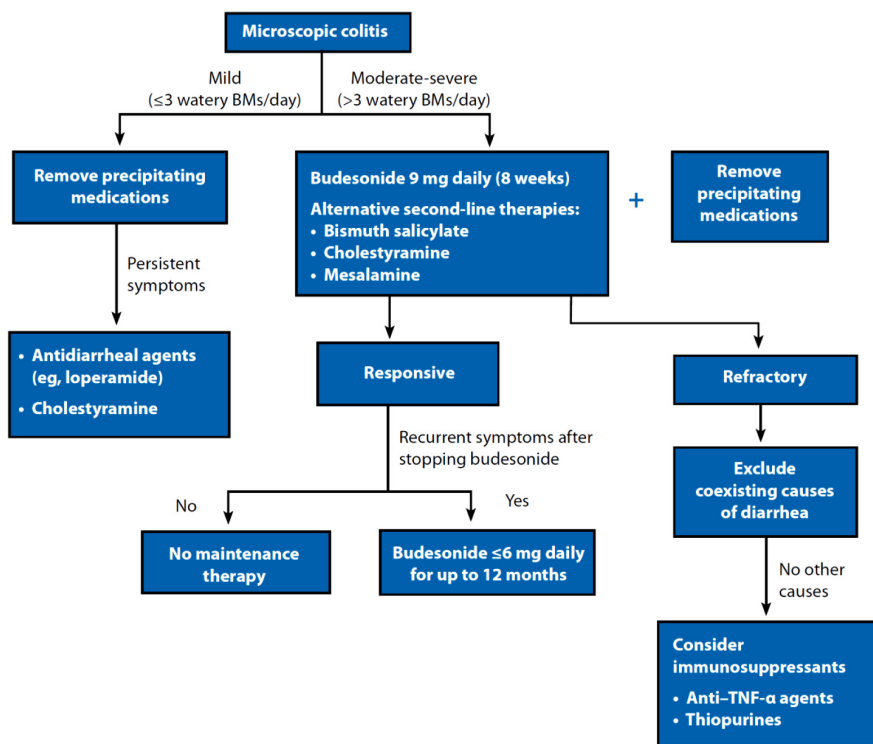 Microscopic colitis
Mild
(≤3 watery BMs/day)
Moderate-severe
(>3 watery BMs/day)
Remove precipitating
medications
Budesonide 9 mg daily (8 weeks)
Alternative second-line therapies:
• Bismuth salicylate
• Cholestyramine
• Mesalamine
+
Remove
precipitating
medications
Persistent
symptoms
• Antidiarrheal agents
(eg, loperamide)
• Cholestyramine
Responsive
Refractory
Recurrent symptoms after
stopping budesonide
Exclude
coexisting causes
of diarrhea
No
Yes
No maintenance
therapy
Budesonide ≤6 mg daily
for up to 12 months
No other
causes
Consider
immunosuppressants
• Anti–TNF-α agents
• Thiopurines